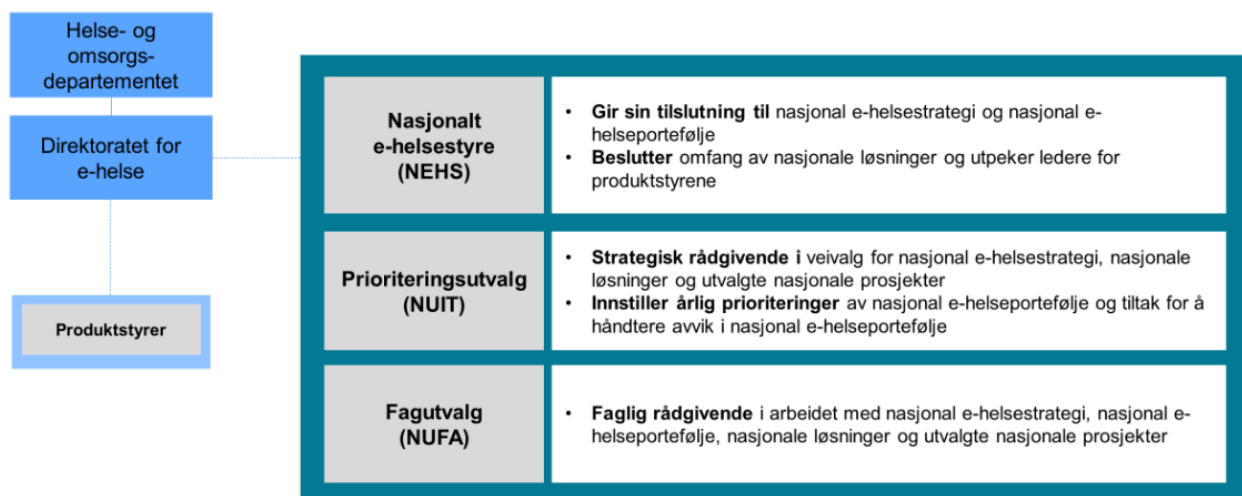 Helse- og
omsorgs-
departementet
Direktoratet for
e-helse
Produktstyrer
Nasjonalt
e-helsestyre
(NEHS)
• Gir sin tilslutning til nasjonal e-helsestrategi og nasjonal e-
helseportefølje
• Beslutter omfang av nasjonale løsninger og utpeker ledere for
produktstyrene
Prioriteringsutvalg
(NUIT)
• Strategisk rådgivende i veivalg for nasjonal e-helsestrategi, nasjonale
løsninger og utvalgte nasjonale prosjekter
• Innstiller årlig prioriteringer av nasjonal e-helseportefølje og tiltak for å
håndtere avvik i nasjonal e-helseportefølje
Fagutvalg
(NUFA)
• Faglig rådgivende i arbeidet med nasjonal e-helsestrategi, nasjonal e-
helseportefølje, nasjonale løsninger og utvalgte nasjonale prosjekter